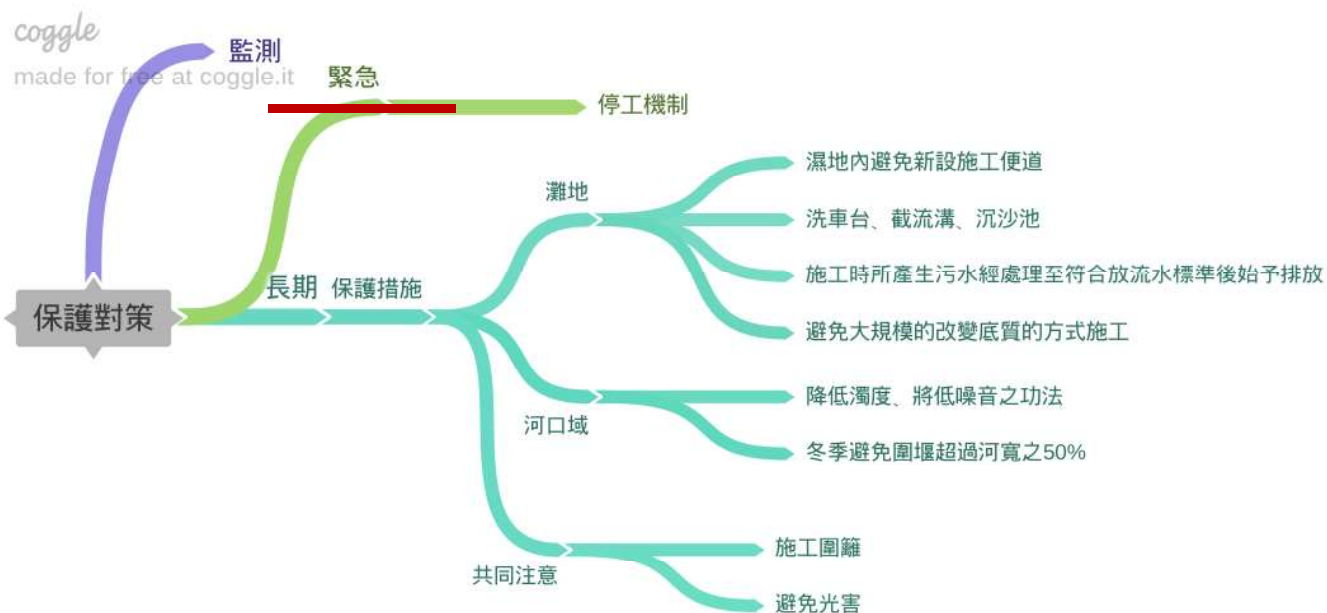 coggle
made for free at coggle.it
監測
緊急
停工機制
保護對策
長期
保護措施
灘地
濕地內避免新設施工便道
洗車台、截流溝、沉沙池
施工時所產生污水經處理至符合放流水標準後始予排放
避免大規模的改變底質的方式施工
河口域
降低濁度、將低噪音之功法
冬季避免圍堰超過河寬之50%
共同注意
施工圍籬
避免光害